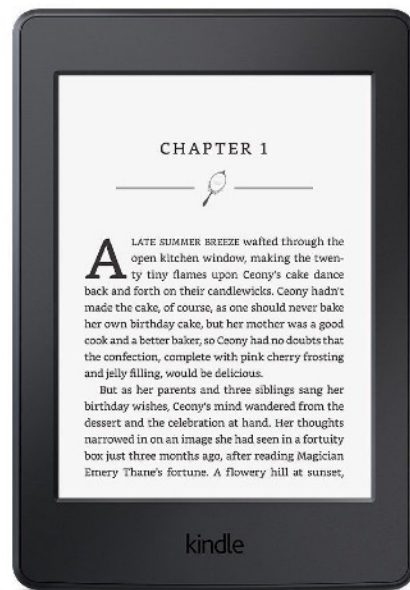 CHAPTER 1
A LATE SUMMER BREEZE wafted through the
open kitchen window, making the twen-
ty tiny flames upon Ceony's cake dance
back and forth on their candlewicks. Ceony hadn't
made the cake, of course, as one should never bake
her own birthday cake, but her mother was a good
cook and a better baker, so Ceony had no doubts that
the confection, complete with pink cherry frosting
and jelly filling, would be delicious.
But as her parents and three siblings sang her
birthday wishes, Ceony's mind wandered from the
dessert and the celebration at hand. Her thoughts
narrowed in on an image she had seen in a fortuity
box just three months ago, after reading Magician
Emery Thane's fortune. A flowery hill at sunset,
kindle